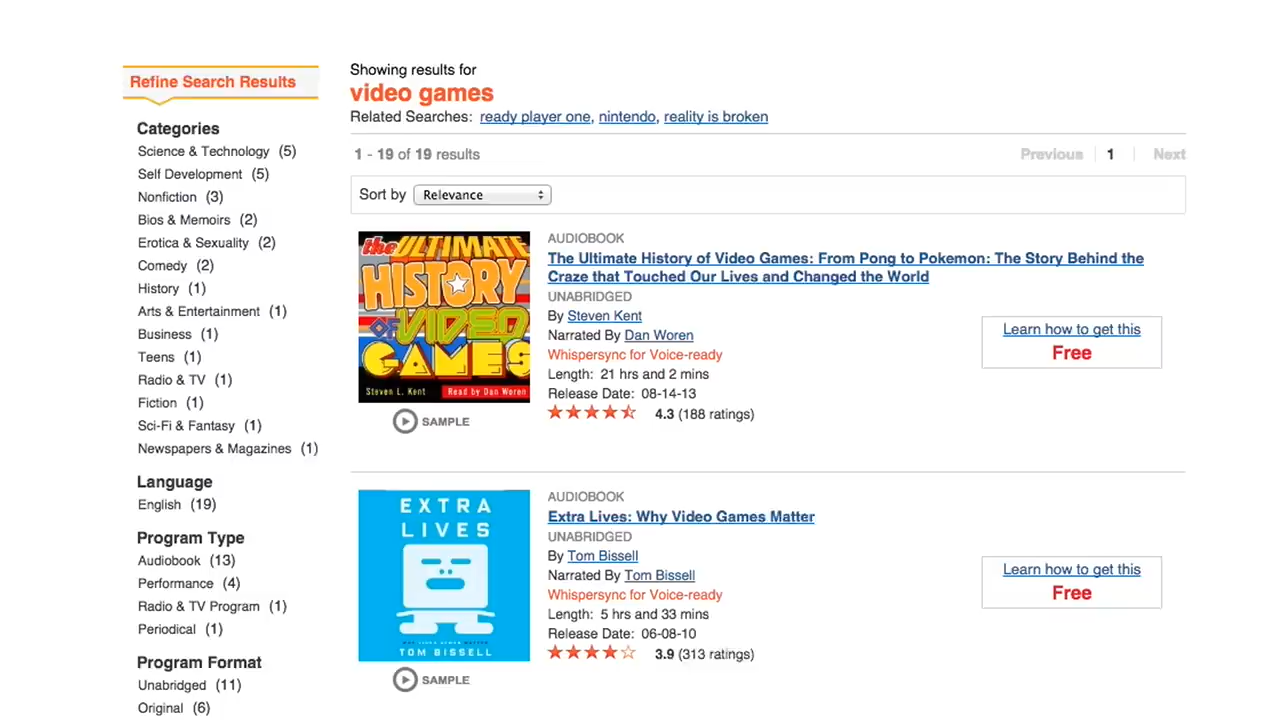 Refine Search Results
Categories
Science & Technology (5)
Self Development (5)
Nonfiction (3)
Bios & Memoirs (2)
Erotica & Sexuality (2)
Comedy (2)
History (1)
Arts & Entertainment (1)
Business (1)
Teens (1)
Radio & TV (1)
Fiction (1)
Sci-Fi & Fantasy (1)
Newspapers & Magazines (1)
Language
English (19)
Program Type
Audiobook (13)
Performance (4)
Radio & TV Program (1)
Periodical (1)
Program Format
Unabridged (11)
Original (6)
Showing results for
video games
Related Searches: ready player one, nintendo, reality is broken
1 - 19 of 19 results
Previous 1 Next
Sort by Relevance
the ULTIMATE
HISTORY
OF VIDEO
GAMES
Steven L. Kent Read by Dan Woren
SAMPLE
AUDIOBOOK
The Ultimate History of Video Games: From Pong to Pokemon: The Story Behind the
Craze that Touched Our Lives and Changed the World
UNABRIDGED
By Steven Kent
Narrated By Dan Woren
Whispersync for Voice-ready
Length: 21 hrs and 2 mins
Release Date: 08-14-13
4.3 (188 ratings)
Learn how to get this
Free
EXTRA
LIVES
TOM BISSELL
SAMPLE
AUDIOBOOK
Extra Lives: Why Video Games Matter
UNABRIDGED
By Tom Bissell
Narrated By Tom Bissell
Whispersync for Voice-ready
Length: 5 hrs and 33 mins
Release Date: 06-08-10
3.9 (313 ratings)
Learn how to get this
Free